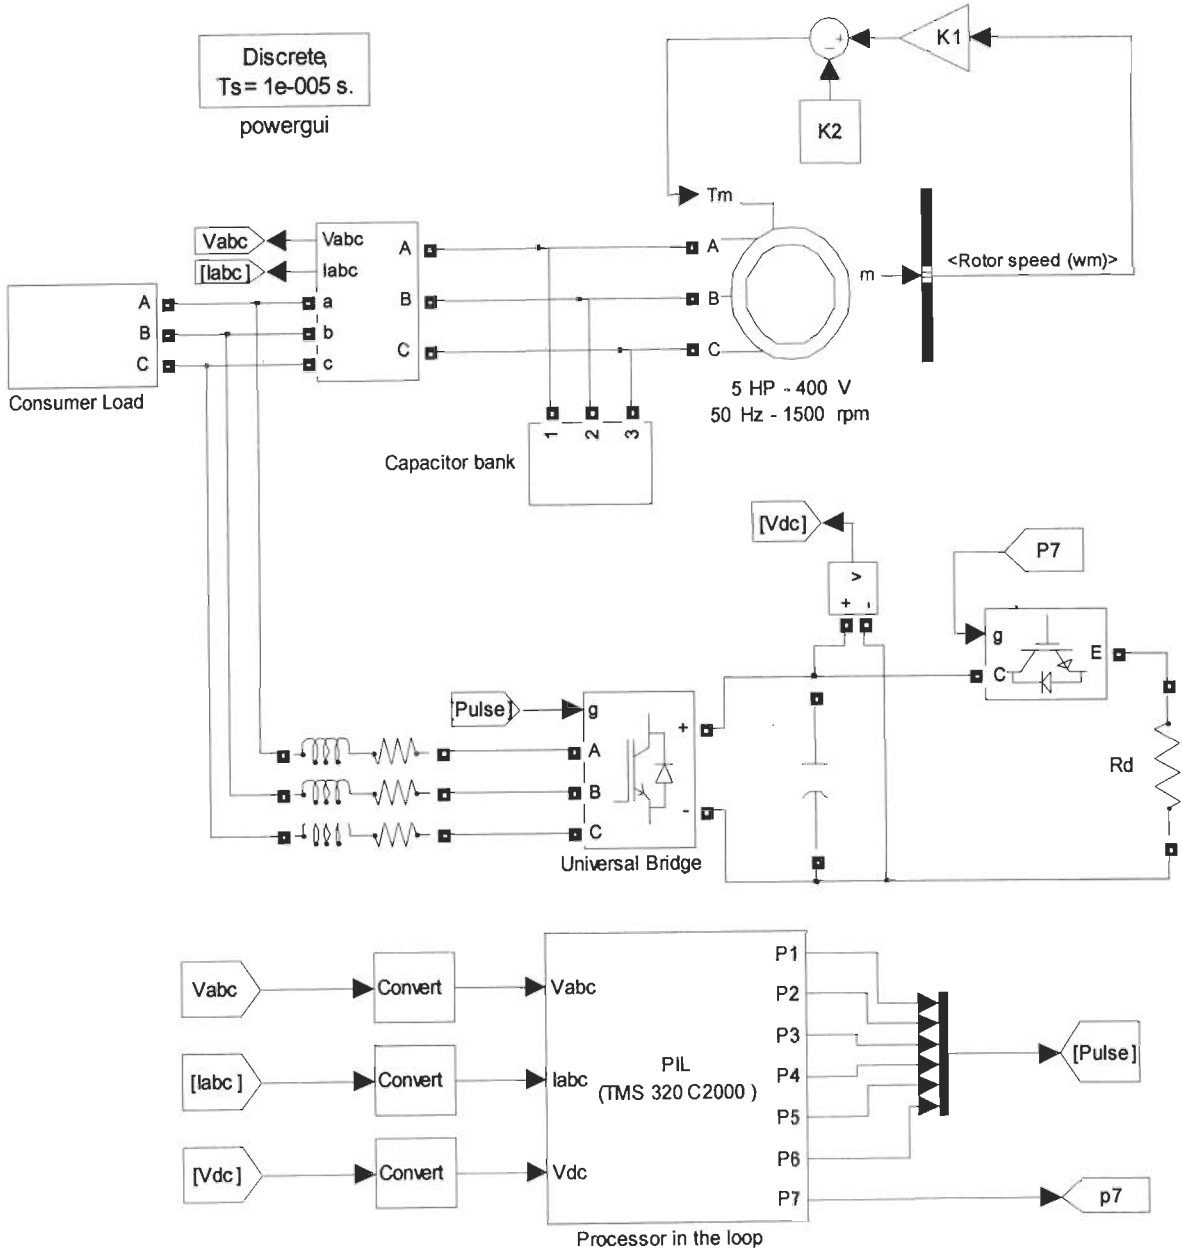 Discrete,
Ts= 1e-005 s.
powergui
K1
+
-
K2
Tm
Vabc
[Iabc]
Vabc
Iabc
a
b
c
A
B
C
A
B
C
Consumer Load
A
B
C
m
<Rotor speed (wm)>
5 HP - 400 V
50 Hz - 1500 rpm
1
2
3
Capacitor bank
[Vdc]
v
+ -
P7
g
C
E
Rd
[Pulse]
g
A
B
C
+
-
Universal Bridge
Vabc
Convert
Vabc
[Iabc]
Convert
Iabc
[Vdc]
Convert
Vdc
PIL
(TMS 320 C2000 )
P1
P2
P3
P4
P5
P6
P7
[Pulse]
p7
Processor in the loop